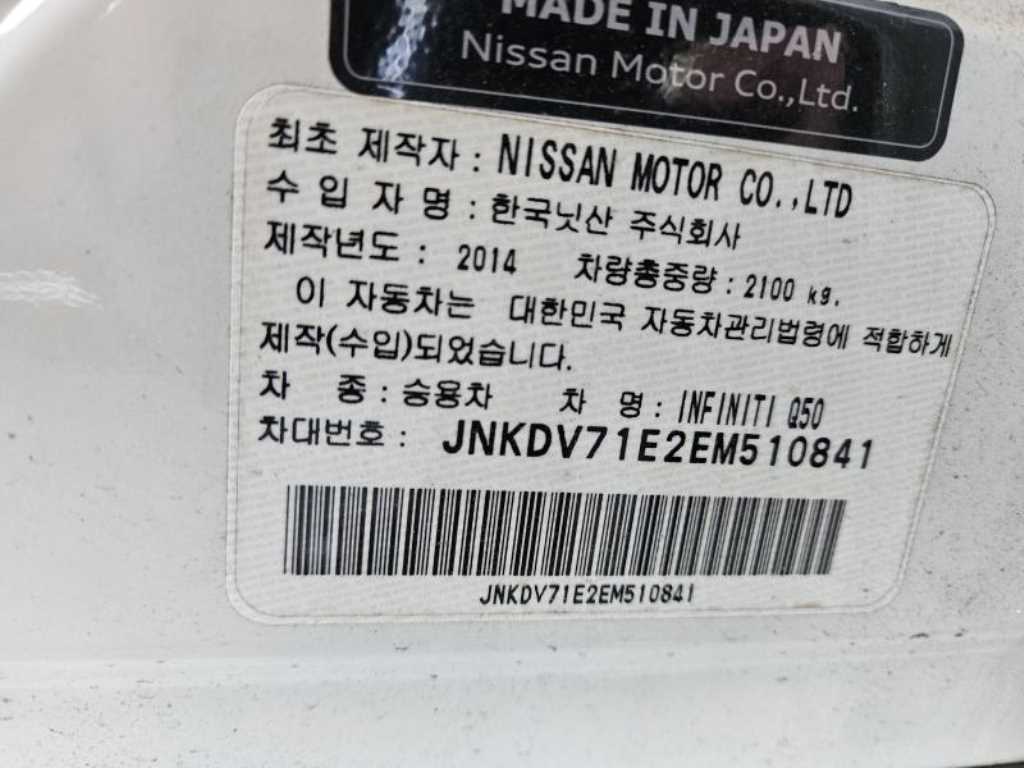 MADE IN JAPAN
Nissan Motor Co.,Ltd.
최초 제작자 : NISSAN MOTOR CO.,LTD
수 입 자 명 : 한국닛산 주식회사
제작년도 : 2014 차량총중량 : 2100 kg.
이 자동차는 대한민국 자동차관리법령에 적합하게
제작(수입)되었습니다.
차 종 : 승용차 차 명 : INFINITI Q50
차대번호 : JNKDV71E2EM510841
JNKDV71E2EM510841